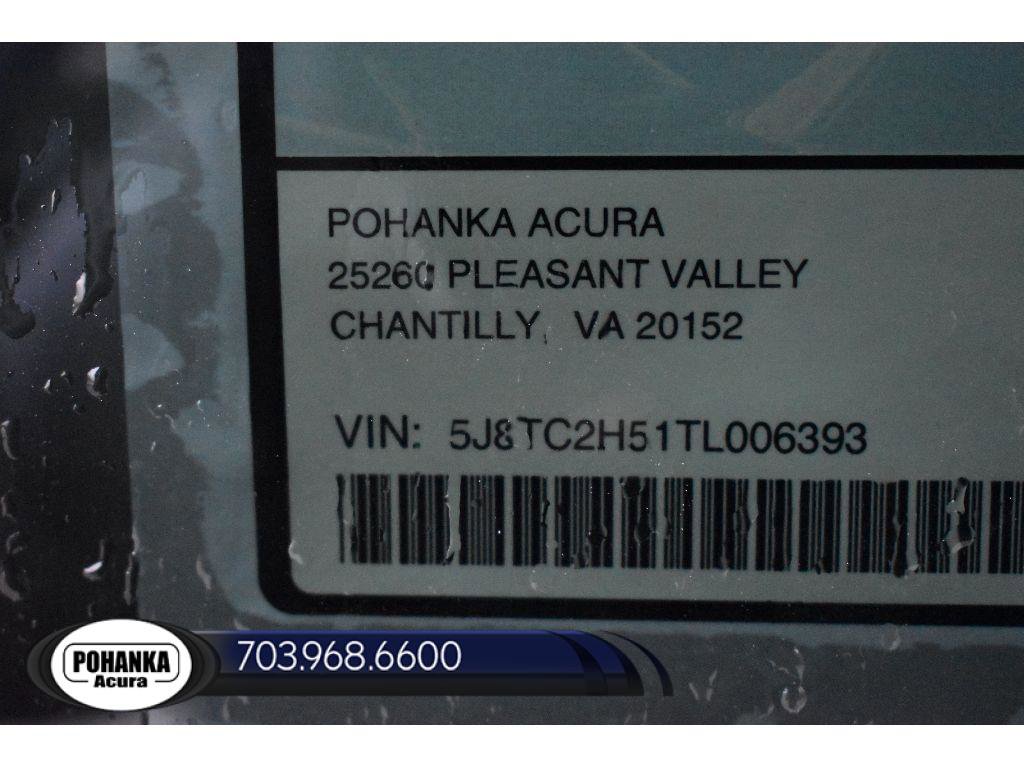 POHANKA ACURA
25260 PLEASANT VALLEY
CHANTILLY, VA 20152
VIN: 5J8TC2H51TL006393
POHANKA
Acura
703.968.6600